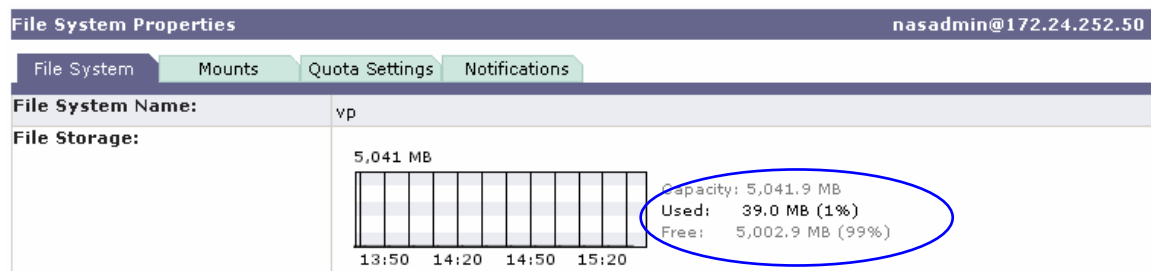 File System Properties nasadmin@172.24.252.50
File System Mounts Quota Settings Notifications
File System Name: vp
File Storage:
5,041 MB
Capacity: 5,041.9 MB
Used: 39.0 MB (1%)
Free: 5,002.9 MB (99%)
13:50 14:20 14:50 15:20